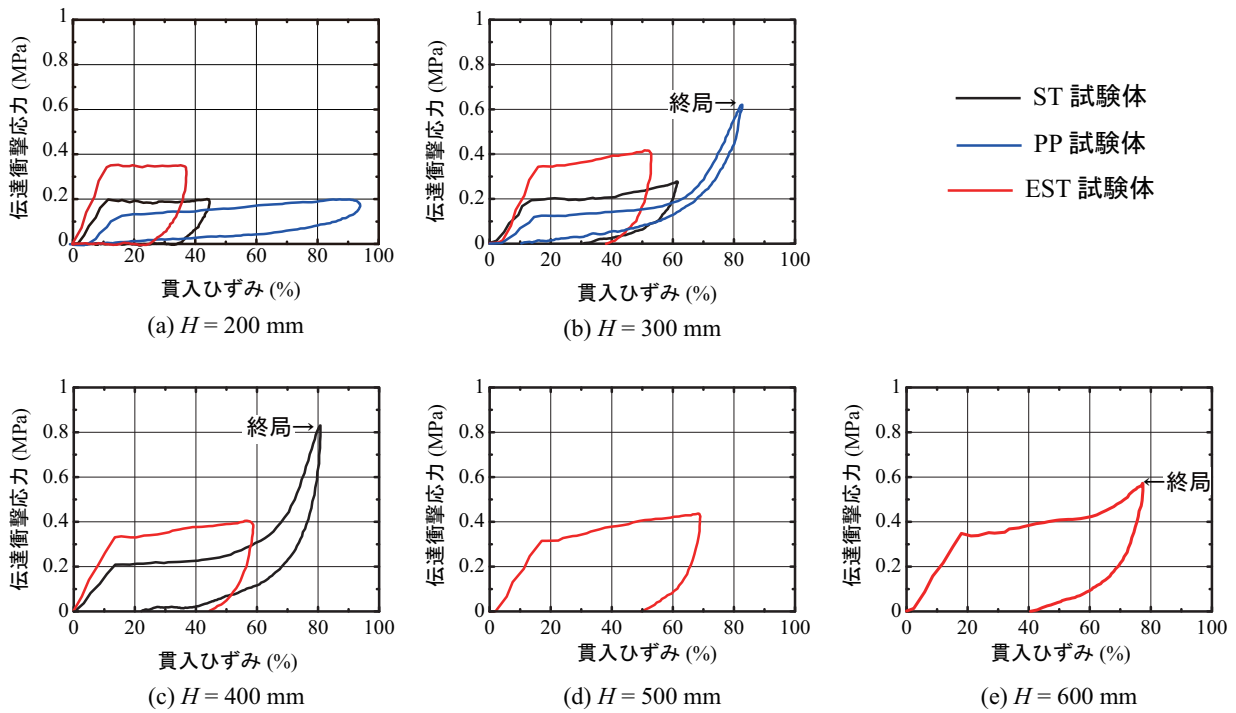 1
0.8
0.6
0.4
0.2
0
0 20 40 60 80 100
伝達衝撃応力 (MPa)
貫入ひずみ (%)
(a) H = 200 mm
1
0.8
0.6
0.4
0.2
0
0 20 40 60 80 100
伝達衝撃応力 (MPa)
終局→
貫入ひずみ (%)
(b) H = 300 mm
ST 試験体
PP 試験体
EST 試験体
1
0.8
0.6
0.4
0.2
0
0 20 40 60 80 100
伝達衝撃応力 (MPa)
終局→
貫入ひずみ (%)
(c) H = 400 mm
1
0.8
0.6
0.4
0.2
0
0 20 40 60 80 100
伝達衝撃応力 (MPa)
貫入ひずみ (%)
(d) H = 500 mm
1
0.8
0.6
0.4
0.2
0
0 20 40 60 80 100
伝達衝撃応力 (MPa)
←終局
貫入ひずみ (%)
(e) H = 600 mm